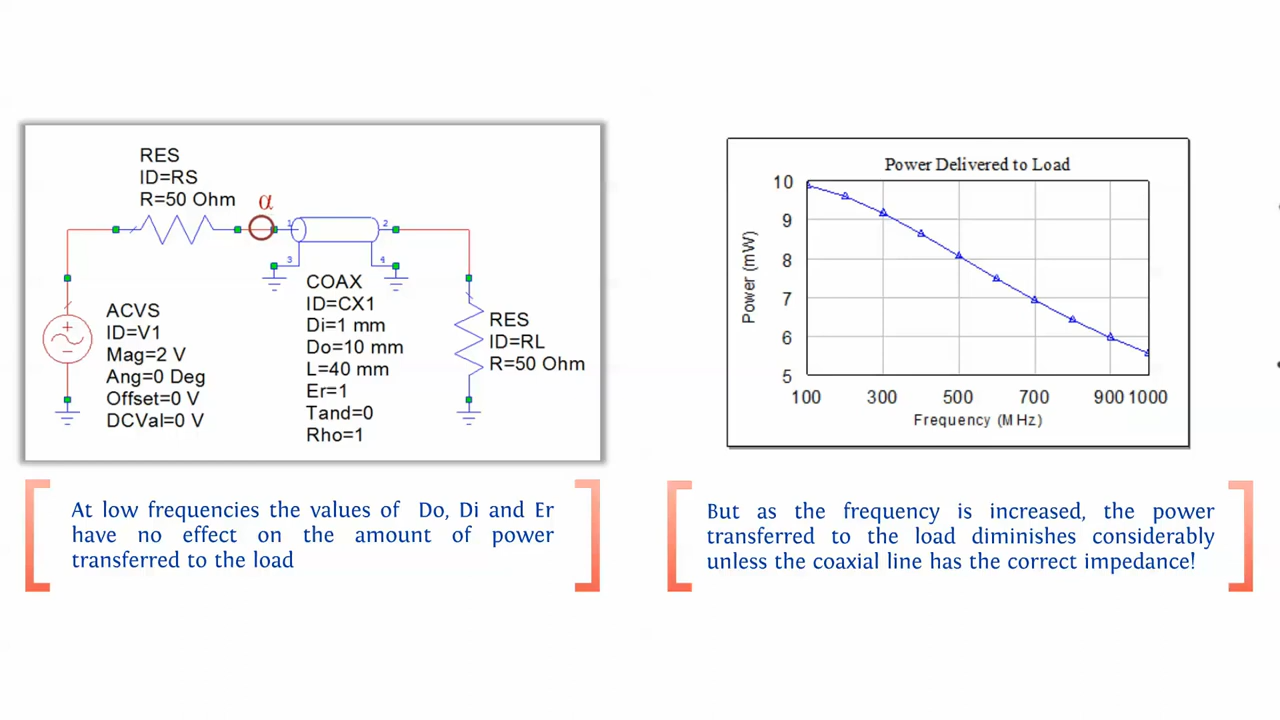 RES
ID=RS
R=50 Ohm
α
1
2
3
4
ACVS
ID=V1
Mag=2 V
Ang=0 Deg
Offset=0 V
DCVal=0 V
COAX
ID=CX1
Di=1 mm
Do=10 mm
L=40 mm
Er=1
Tand=0
Rho=1
RES
ID=RL
R=50 Ohm
At low frequencies the values of Do, Di and Er
have no effect on the amount of power
transferred to the load
Power Delivered to Load
10
9
8
7
6
5
Power (mW)
100 300 500 700 900 1000
Frequency (MHz)
But as the frequency is increased, the power
transferred to the load diminishes considerably
unless the coaxial line has the correct impedance!